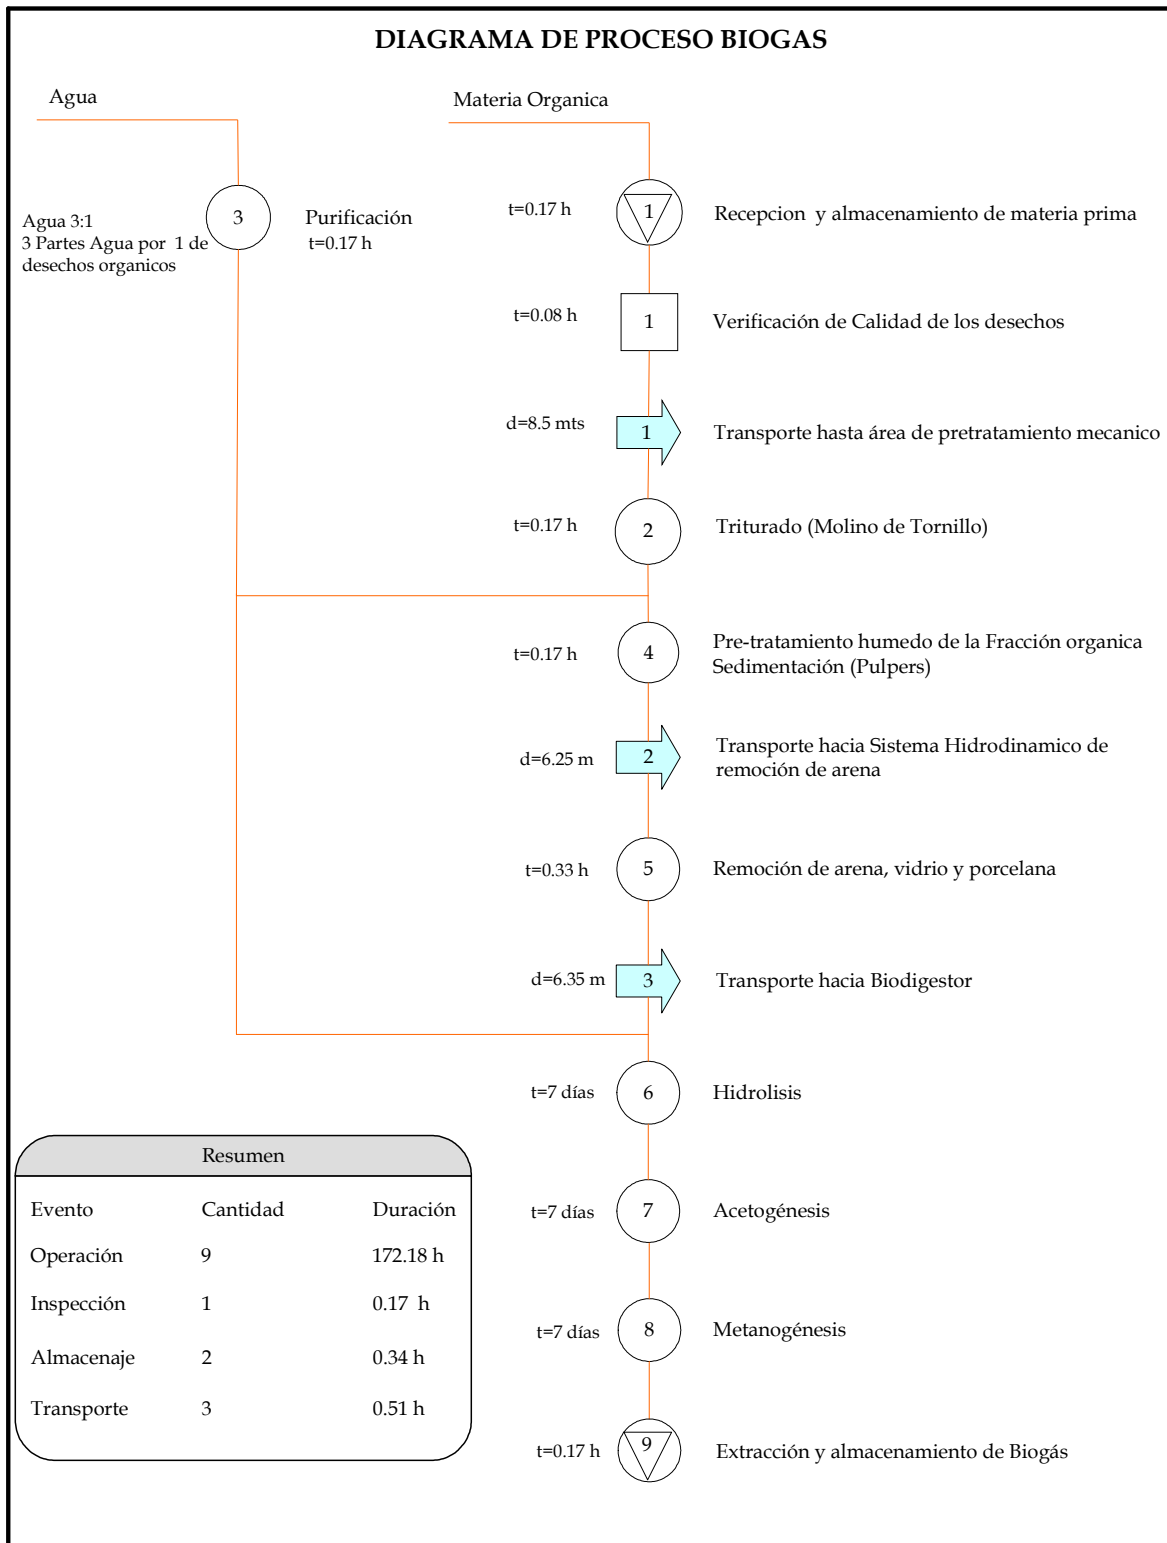 DIAGRAMA DE PROCESO BIOGAS
Agua
Materia Organica
Agua 3:1
3 Partes Agua por 1 de
desechos organicos
3
Purificación
t=0.17 h
t=0.17 h
1
Recepcion y almacenamiento de materia prima
t=0.08 h
1
Verificación de Calidad de los desechos
d=8.5 mts
1
Transporte hasta área de pretratamiento mecanico
t=0.17 h
2
Triturado (Molino de Tornillo)
t=0.17 h
4
Pre-tratamiento humedo de la Fracción organica
Sedimentación (Pulpers)
d=6.25 m
2
Transporte hacia Sistema Hidrodinamico de
remoción de arena
t=0.33 h
5
Remoción de arena, vidrio y porcelana
d=6.35 m
3
Transporte hacia Biodigestor
t=7 días
6
Hidrolisis
t=7 días
7
Acetogénesis
t=7 días
8
Metanogénesis
t=0.17 h
9
Extracción y almacenamiento de Biogás
Resumen
Evento Cantidad Duración
Operación 9 172.18 h
Inspección 1 0.17 h
Almacenaje 2 0.34 h
Transporte 3 0.51 h